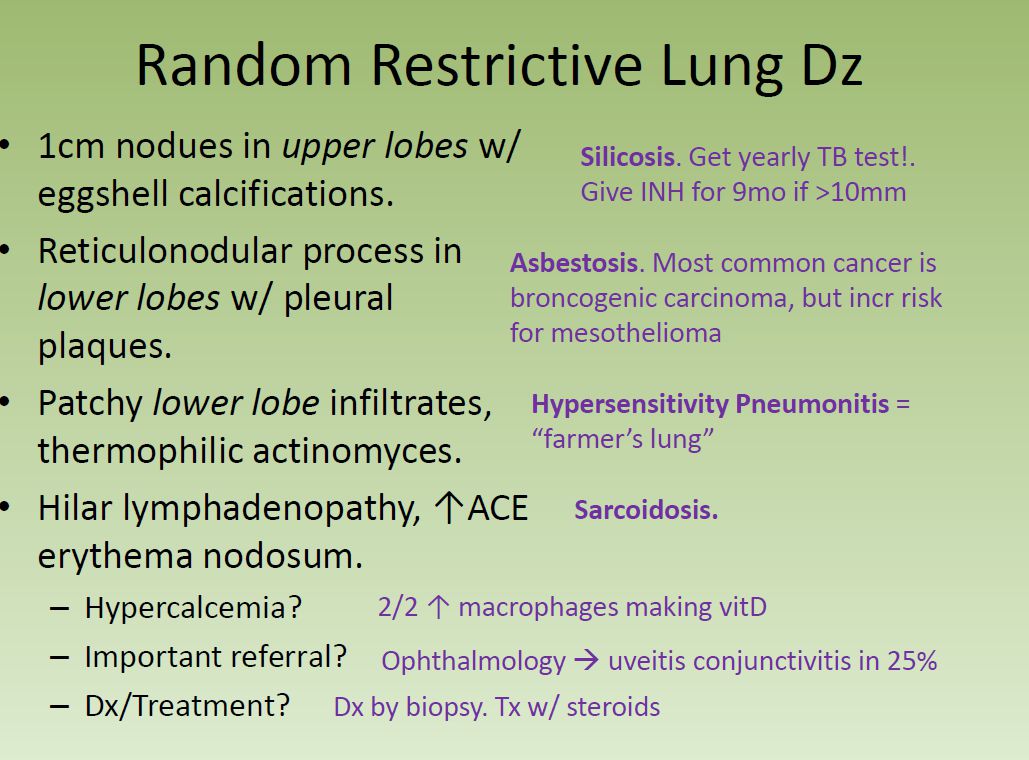 Random Restrictive Lung Dz
• 1cm nodues in upper lobes w/
eggshell calcifications.
Silicosis. Get yearly TB test!.
Give INH for 9mo if >10mm
• Reticulonodular process in
lower lobes w/ pleural
plaques.
Asbestosis. Most common cancer is
broncogenic carcinoma, but incr risk
for mesothelioma
• Patchy lower lobe infiltrates,
thermophilic actinomyces.
Hypersensitivity Pneumonitis =
“farmer’s lung”
• Hilar lymphadenopathy, ↑ACE
erythema nodosum.
Sarcoidosis.
– Hypercalcemia?
2/2 ↑ macrophages making vitD
– Important referral?
Ophthalmology → uveitis conjunctivitis in 25%
– Dx/Treatment?
Dx by biopsy. Tx w/ steroids